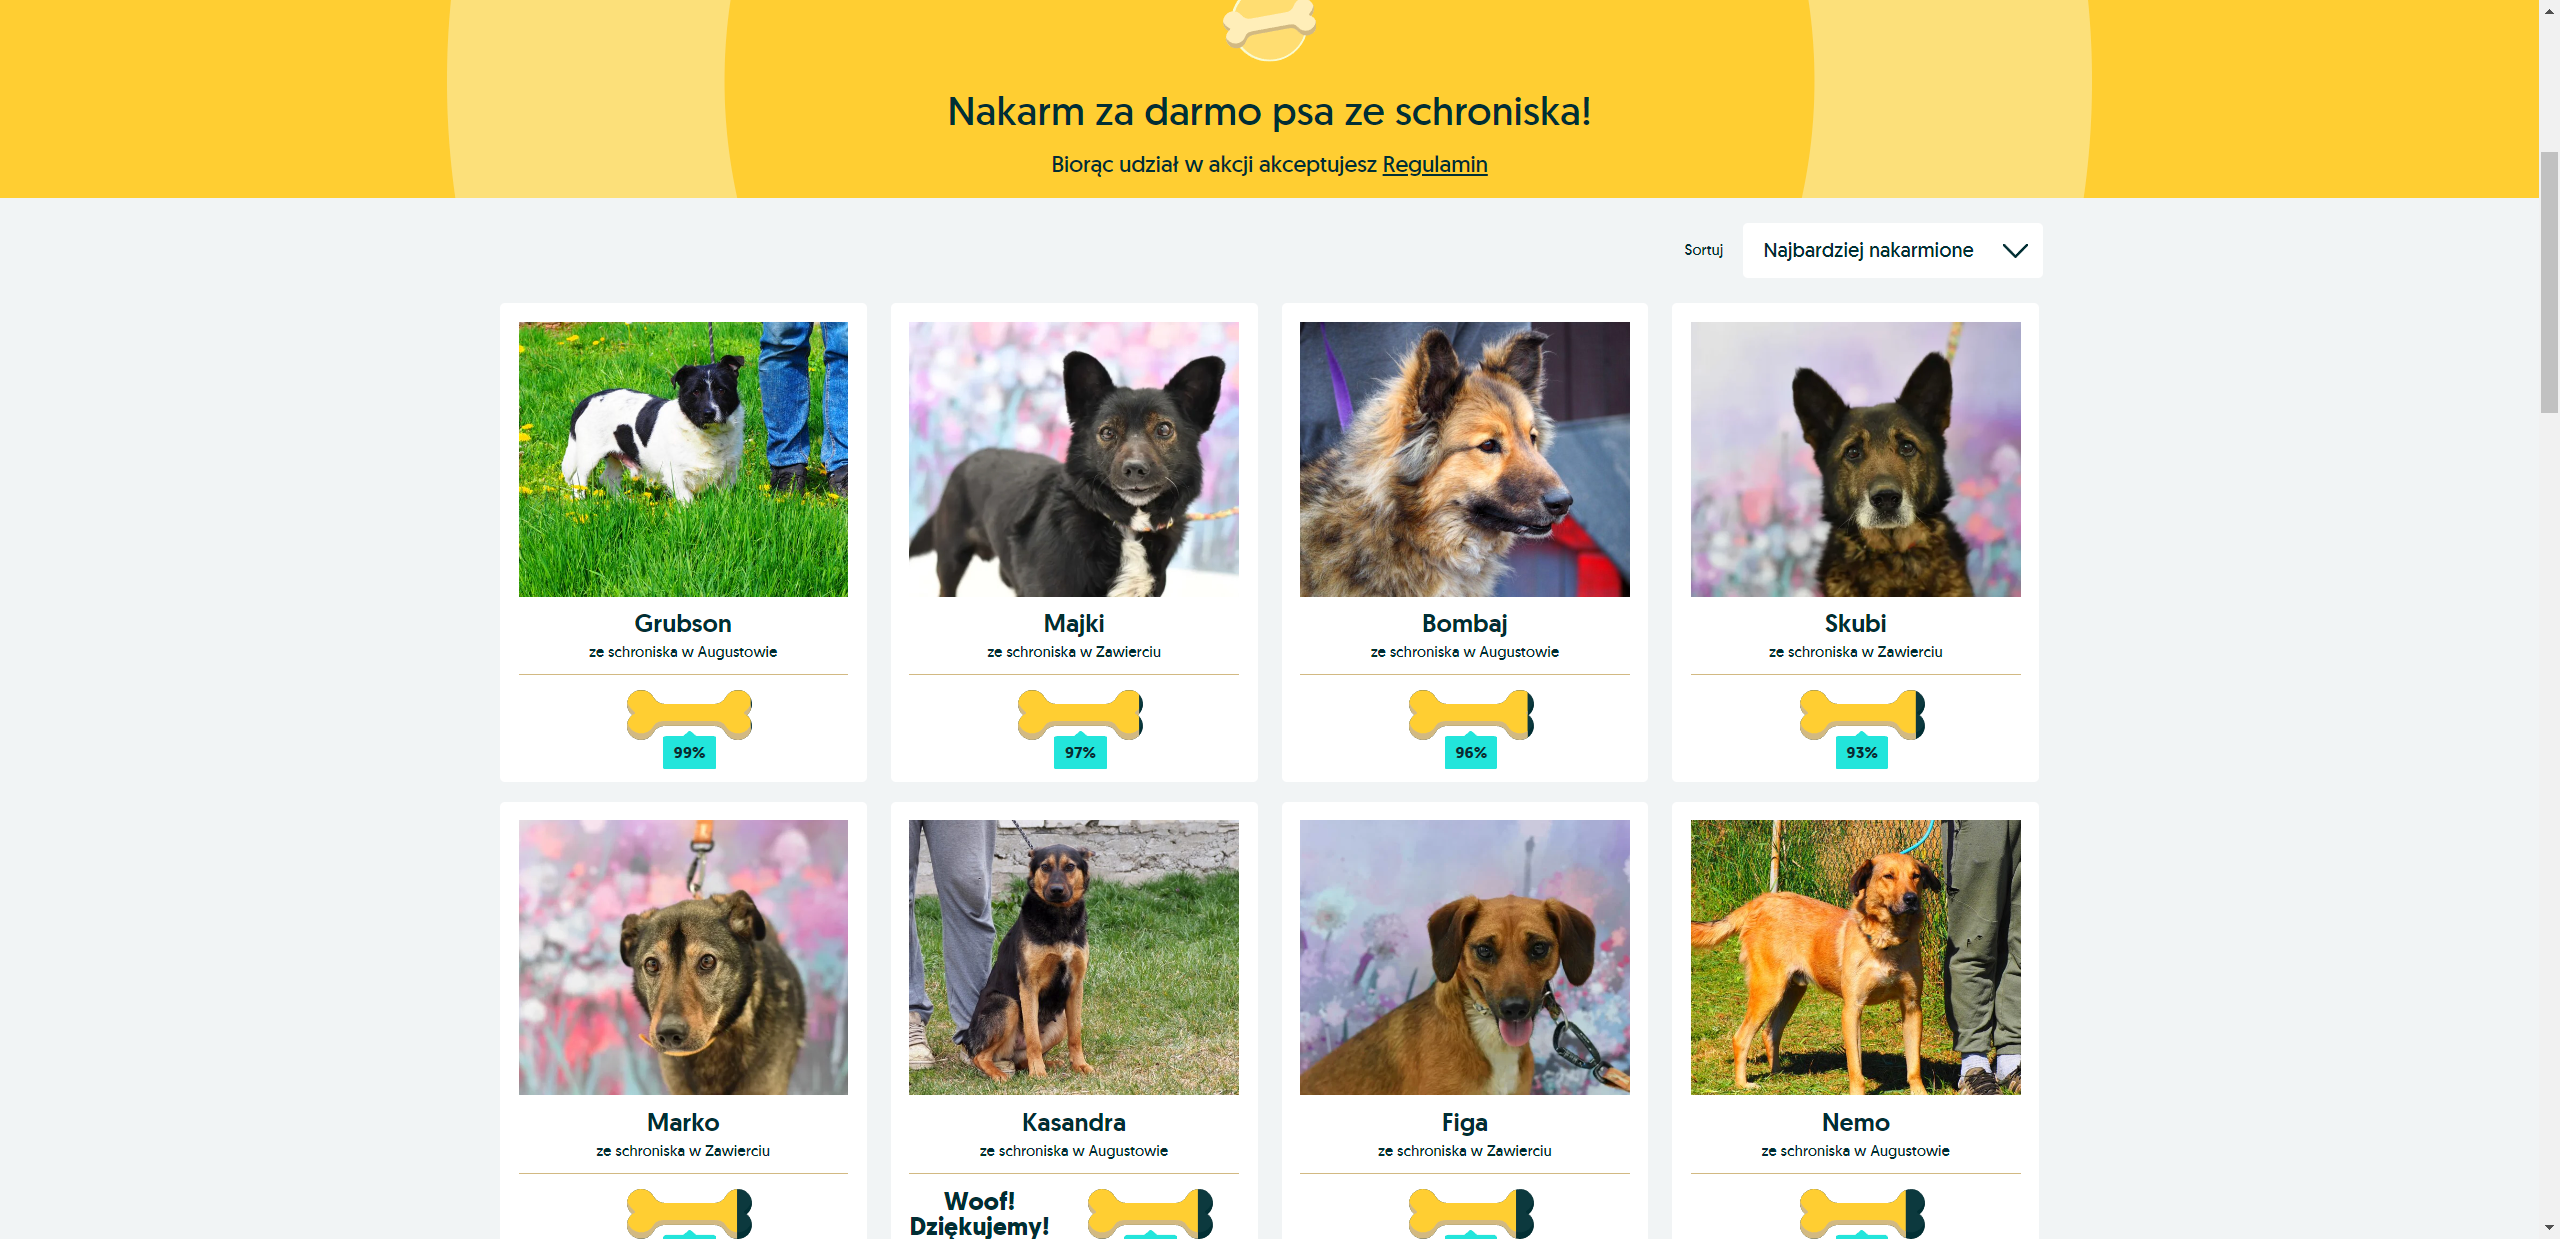 Nakarm za darmo psa ze schroniska!
Biorąc udział w akcji akceptujesz Regulamin
Sortuj
Najbardziej nakarmione
Grubson
ze schroniska w Augustowie
99%
Majki
ze schroniska w Zawierciu
97%
Bombaj
ze schroniska w Augustowie
96%
Skubi
ze schroniska w Zawierciu
93%
Marko
ze schroniska w Zawierciu
Kasandra
ze schroniska w Augustowie
Woof!
Dziękujemy!
Figa
ze schroniska w Zawierciu
Nemo
ze schroniska w Augustowie